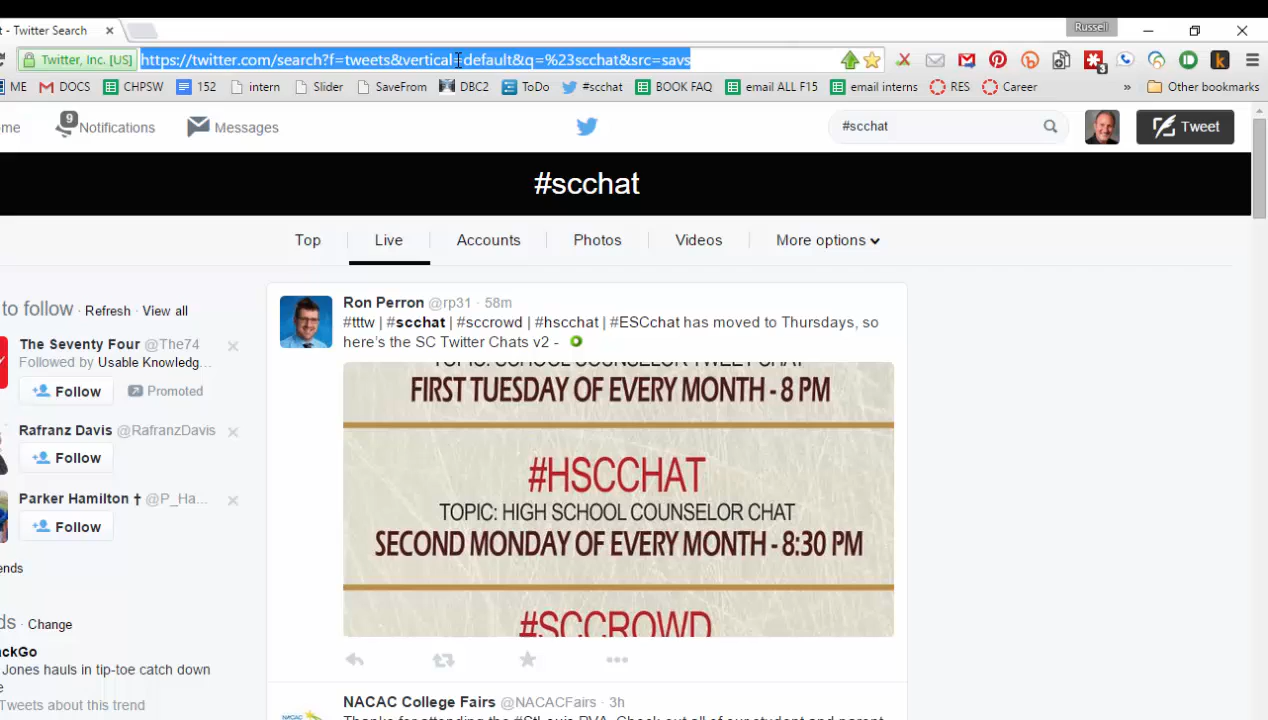 - Twitter Search
Russell
Twitter, Inc. [US]
https://twitter.com/search?f=tweets&vertical=default&q=%23scchat&src=savs
3
ME
DOCS
CHPSW
152
intern
Slider
SaveFrom
DBC2
ToDo
#scchat
BOOK FAQ
email ALL F15
email interns
RES
Career
»
Other bookmarks
9
Notifications
Messages
#scchat
Tweet
#scchat
Top
Live
Accounts
Photos
Videos
More options
to follow · Refresh · View all
The Seventy Four @The74
Followed by Usable Knowledg...
Follow
Promoted
Rafranz Davis @RafranzDavis
Follow
Parker Hamilton † @P_Ha...
Follow
Change
Jones hauls in tip-toe catch down
Tweets about this trend
Ron Perron @rp31 · 58m
#tttw | #scchat | #sccrowd | #hscchat | #ESCchat has moved to Thursdays, so
here's the SC Twitter Chats v2 -
TOPIC: SCHOOL COUNSELOR TWEET CHAT
FIRST TUESDAY OF EVERY MONTH - 8 PM
#HSCCHAT
TOPIC: HIGH SCHOOL COUNSELOR CHAT
SECOND MONDAY OF EVERY MONTH - 8:30 PM
#SCCROWD
NACAC College Fairs @NACACFairs · 3h
Thanks for attending the #StLouis PVA. Check out all of our student and parent